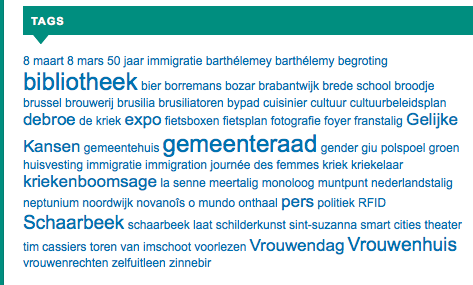 TAGS
8 maart 8 mars 50 jaar immigratie barthélemey barthélemy begroting
bibliotheek bier borremans bozar brabantwijk brede school broodje
brussel brouwerij brusilia brusiliatoren bypad cuisinier cultuur cultuurbeleidsplan
debroe de kriek expo fietsboxen fietsplan fotografie foyer franstalig Gelijke
Kansen gemeentehuis gemeenteraad gender giu polspoel groen
huisvesting immigratie immigration journée des femmes kriek kriekelaar
kriekenboomsage la senne meertalig monoloog muntpunt nederlandstalig
neptunium noordwijk novanoîs o mundo onthaal pers politiek RFID
Schaarbeek schaarbeek laat schilderkunst sint-suzanna smart cities theater
tim cassiers toren van imschoot voorlezen Vrouwendag Vrouwenhuis
vrouwenrechten zelfuitleen zinnebir